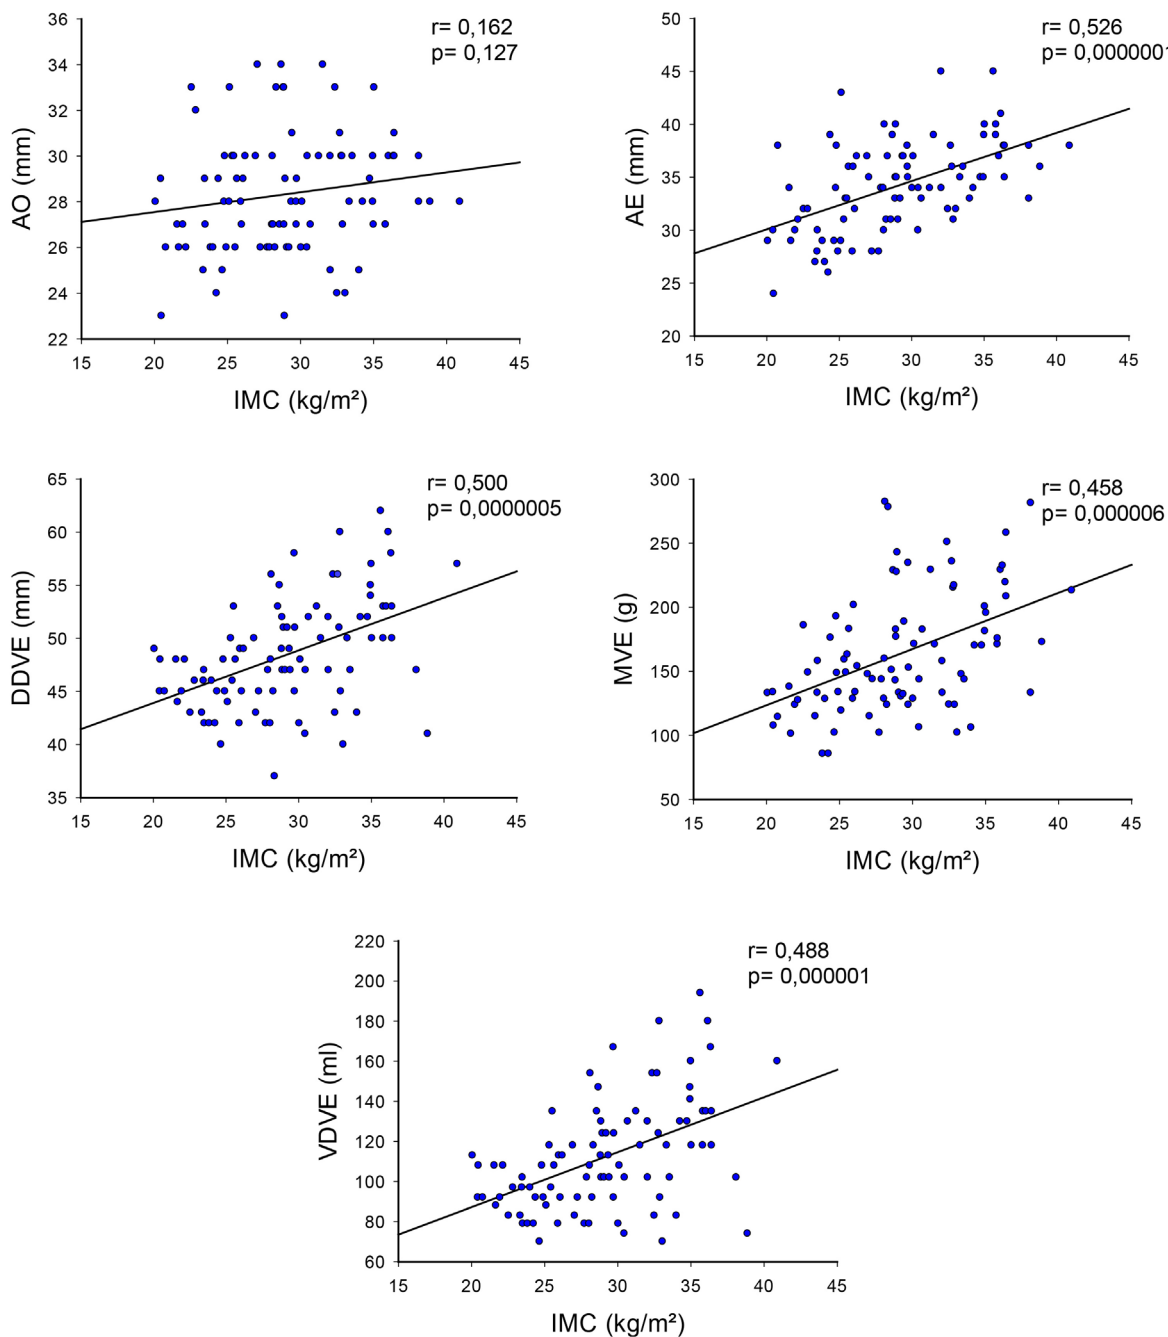 r= 0,162
p= 0,127
36
34
32
30
28
26
24
22
AO (mm)
15 20 25 30 35 40 45
IMC (kg/m²)
r= 0,526
p= 0,0000001
50
45
40
35
30
25
20
AE (mm)
15 20 25 30 35 40 45
IMC (kg/m²)
r= 0,500
p= 0,0000005
65
60
55
50
45
40
35
DDVE (mm)
15 20 25 30 35 40 45
IMC (kg/m²)
r= 0,458
p= 0,000006
300
250
200
150
100
50
MVE (g)
15 20 25 30 35 40 45
IMC (kg/m²)
r= 0,488
p= 0,000001
220
200
180
160
140
120
100
80
60
VDVE (ml)
15 20 25 30 35 40 45
IMC (kg/m²)